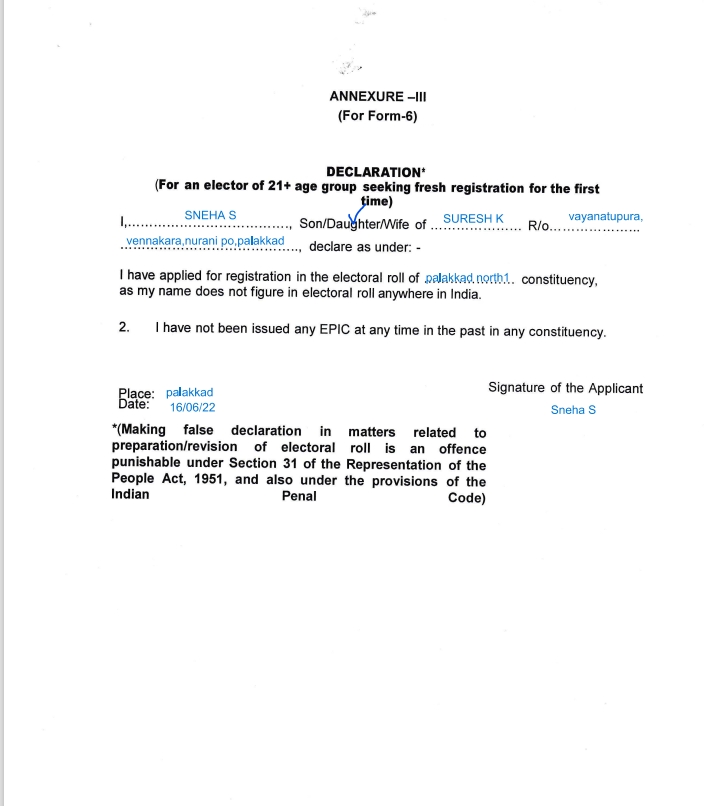 ANNEXURE –III
(For Form-6)
DECLARATION*
(For an elector of 21+ age group seeking fresh registration for the first
time)
I,..................................., SNEHA S Son/Daughter/Wife of SURESH K R/o vayanatupura,
vennakara,nurani po,palakkad, declare as under: -
I have applied for registration in the electoral roll of palakkad north1.. constituency,
as my name does not figure in electoral roll anywhere in India.
2. I have not been issued any EPIC at any time in the past in any constituency.
Signature of the Applicant
Place: palakkad
Date: 16/06/22
Sneha S
*(Making false declaration in matters related to
preparation/revision of electoral roll is an offence
punishable under Section 31 of the Representation of the
People Act, 1951, and also under the provisions of the
Indian Penal Code)